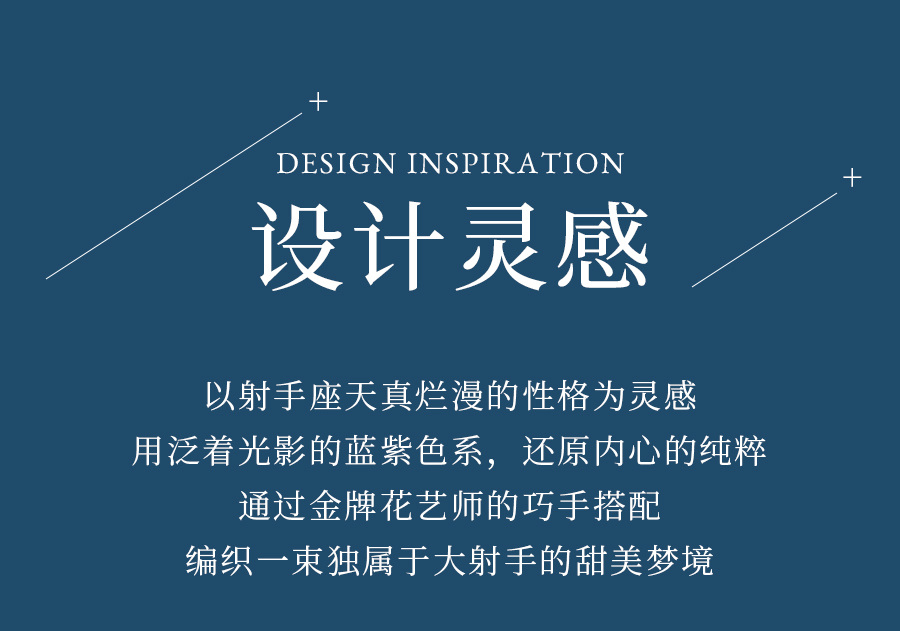 DESIGN INSPIRATION
设计灵感
以射手座天真烂漫的性格为灵感
用泛着光影的蓝紫色系，还原内心的纯粹
通过金牌花艺师的巧手搭配
编织一束独属于大射手的甜美梦境